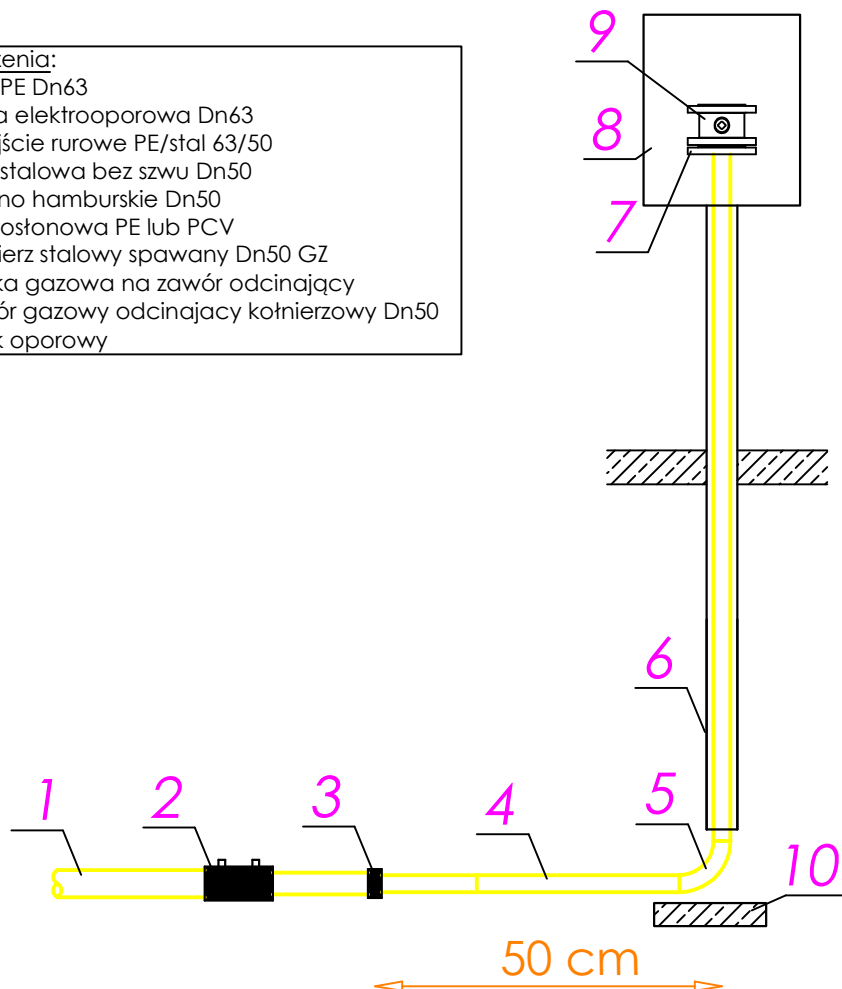 zenia:
PE Dn63
a elektrooporowa Dn63
jście rurowe PE/stal 63/50
stalowa bez szwu Dn50
no hamburskie Dn50
osłonowa PE lub PCV
ierz stalowy spawany Dn50 GZ
ka gazowa na zawór odcinający
ór gazowy odcinajacy kołnierzowy Dn50
k oporowy
9
8
7
6
1
2
3
4
5
10
50 cm